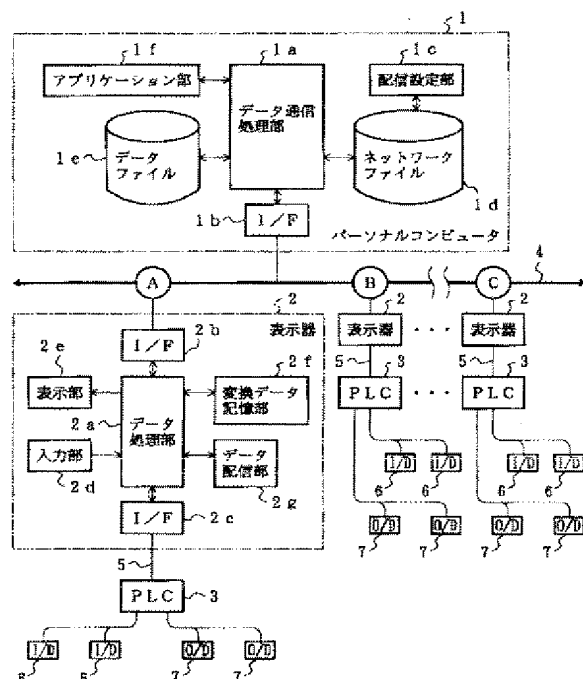 1
1f
1a
1c
アプリケーション部
データ通信
処理部
配信設定部
1e
データ
ファイル
ネットワーク
ファイル
1d
1b
I/F
パーソナルコンピュータ
A
B
C
4
2
表示器
2b
I/F
2e
2f
表示部
2a
データ
処理部
変換データ
記憶部
入力部
データ
配信部
2d
2g
I/F
2c
5
PLC
3
I/D
I/D
O/D
O/D
6
6
7
7
2
2
表示器
・・・
表示器
5
3
5
3
PLC
・・・
PLC
I/D
I/D
I/D
I/D
6
6
6
6
O/D
O/D
O/D
O/D
7
7
7
7